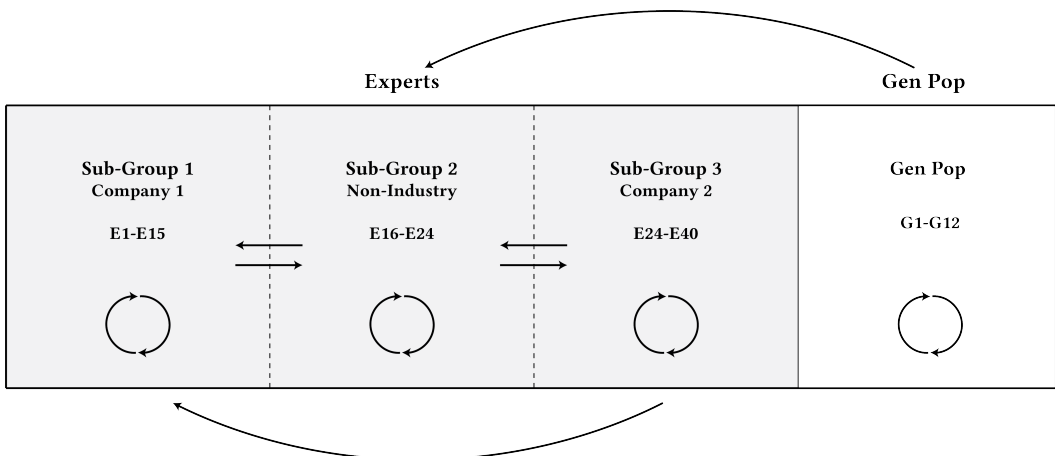 Experts
Gen Pop
Sub-Group 1
Company 1
E1-E15
Sub-Group 2
Non-Industry
E16-E24
Sub-Group 3
Company 2
E24-E40
Gen Pop
G1-G12